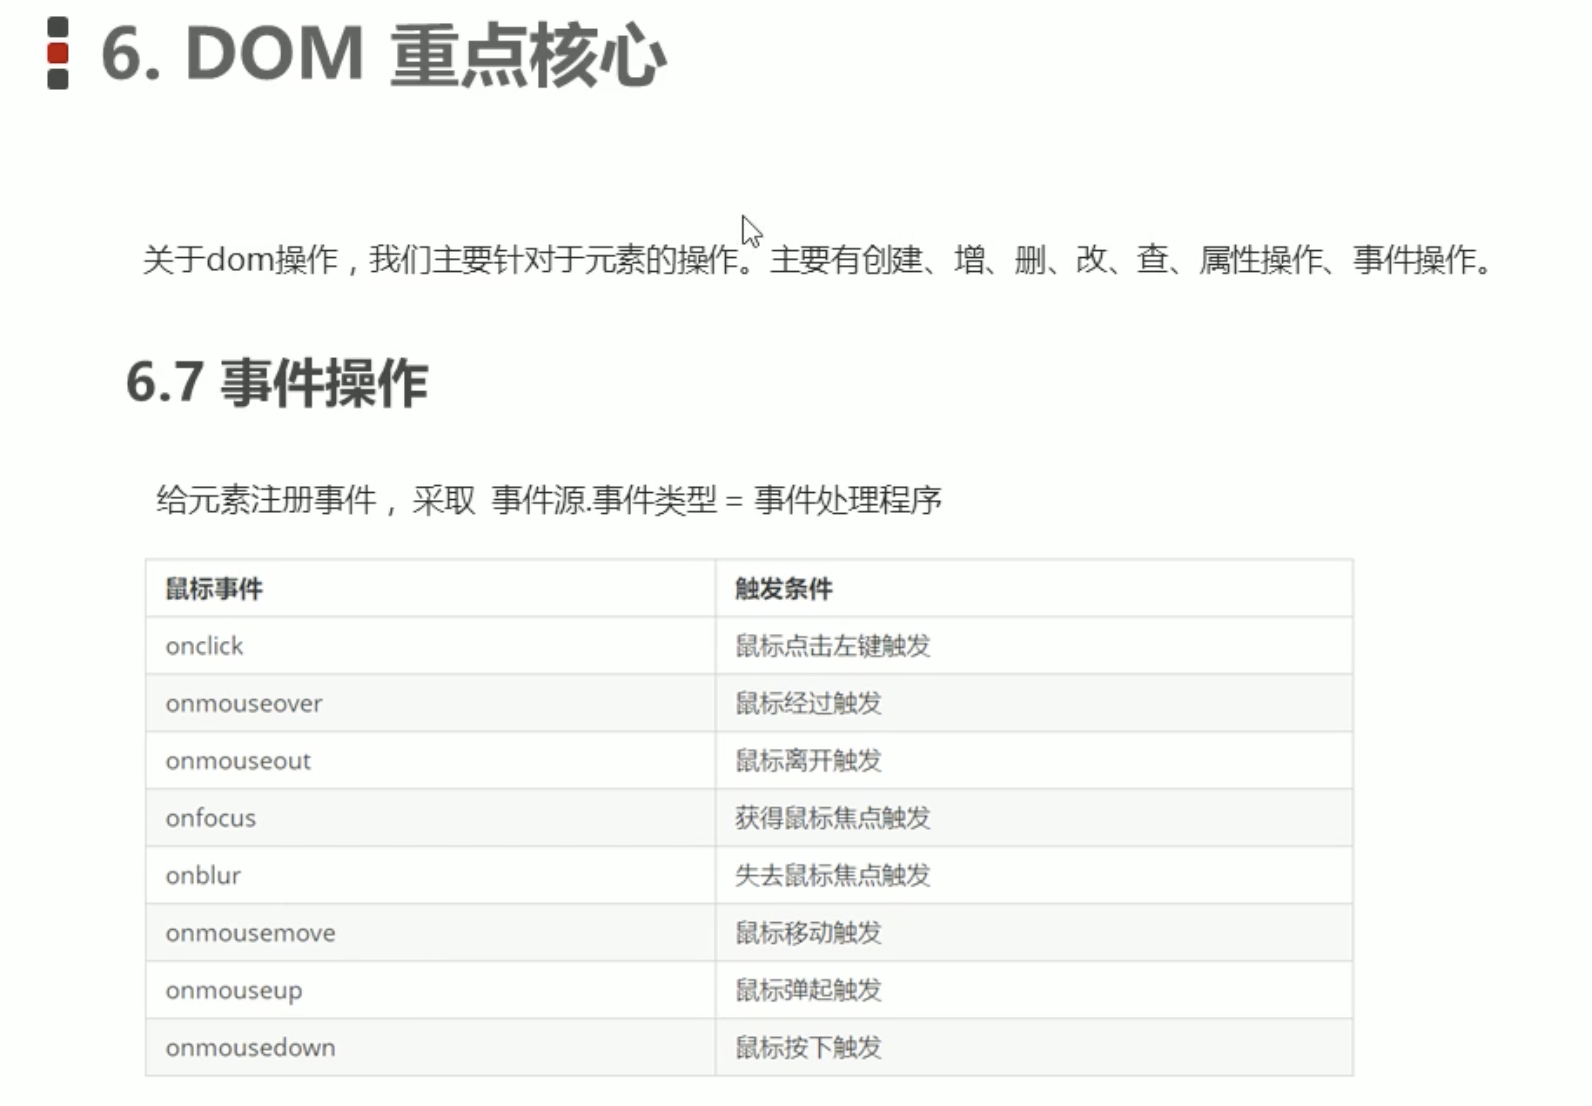 6. DOM 重点核心
关于dom操作，我们主要针对于元素的操作。主要有创建、增、删、改、查、属性操作、事件操作。
6.7 事件操作
给元素注册事件， 采取 事件源.事件类型 = 事件处理程序
鼠标事件 触发条件
onclick 鼠标点击左键触发
onmouseover 鼠标经过触发
onmouseout 鼠标离开触发
onfocus 获得鼠标焦点触发
onblur 失去鼠标焦点触发
onmousemove 鼠标移动触发
onmouseup 鼠标弹起触发
onmousedown 鼠标按下触发